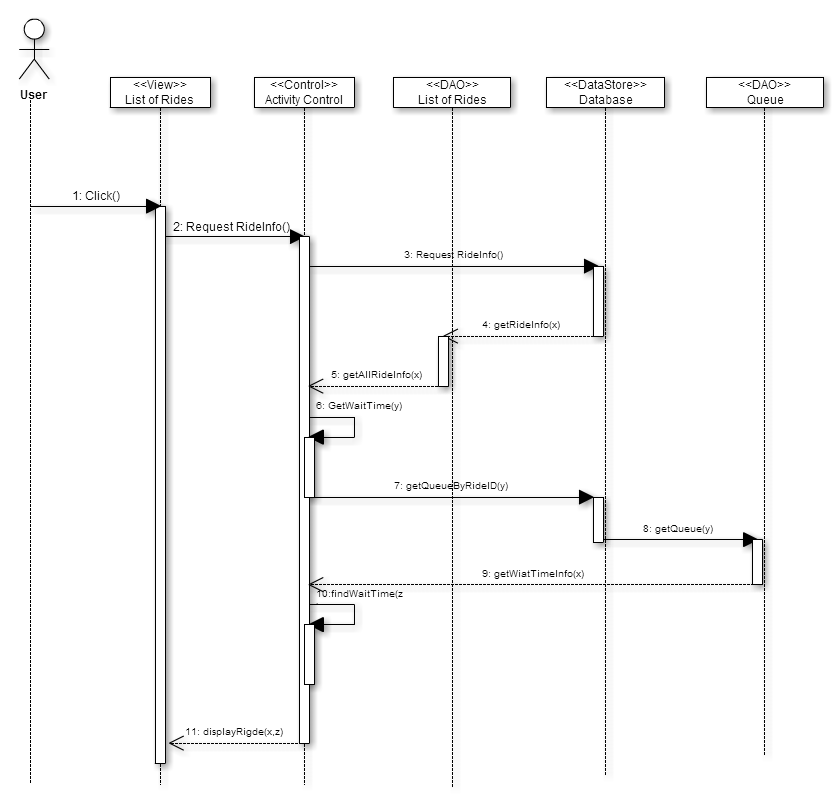 User
<<View>>
List of Rides
<<Control>>
Activity Control
<<DAO>>
List of Rides
<<DataStore>>
Database
<<DAO>>
Queue
1: Click()
2: Request RideInfo()
3: Request RideInfo()
4: getRideInfo(x)
5: getAllRideInfo(x)
6: GetWaitTime(y)
7: getQueueByRideID(y)
8: getQueue(y)
9: getWiatTimeInfo(x)
10:findWaitTime(z
11: displayRigde(x,z)